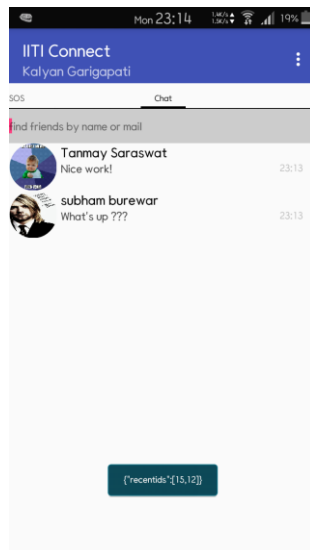 Mon 23:14
19%
IITI Connect
Kalyan Garigapati
SOS
Chat
find friends by name or mail
Tanmay Saraswat
Nice work!
23:13
subham burewar
What's up ???
23:13
{"recentids":[15,12]}